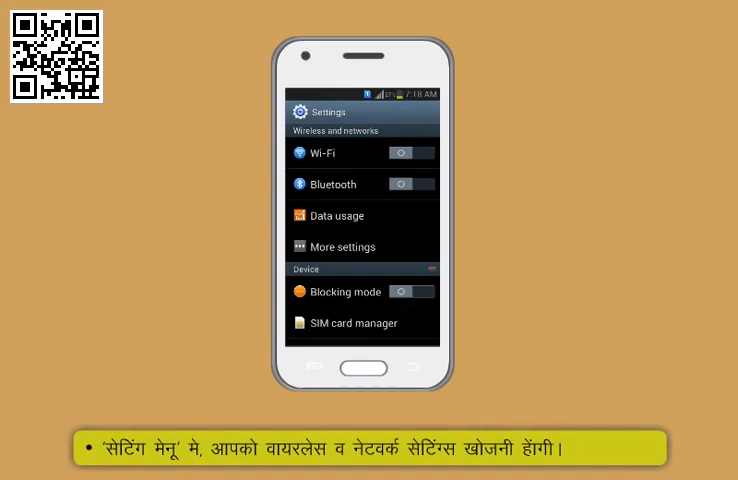 27% 7:18 AM
Settings
Wireless and networks
Wi-Fi
Bluetooth
Data usage
More settings
Device
Blocking mode
SIM card manager
• 'सेटिंग मेनू' मे, आपको वायरलेस व नेटवर्क सेटिंग्स खोजनी हेांगी।